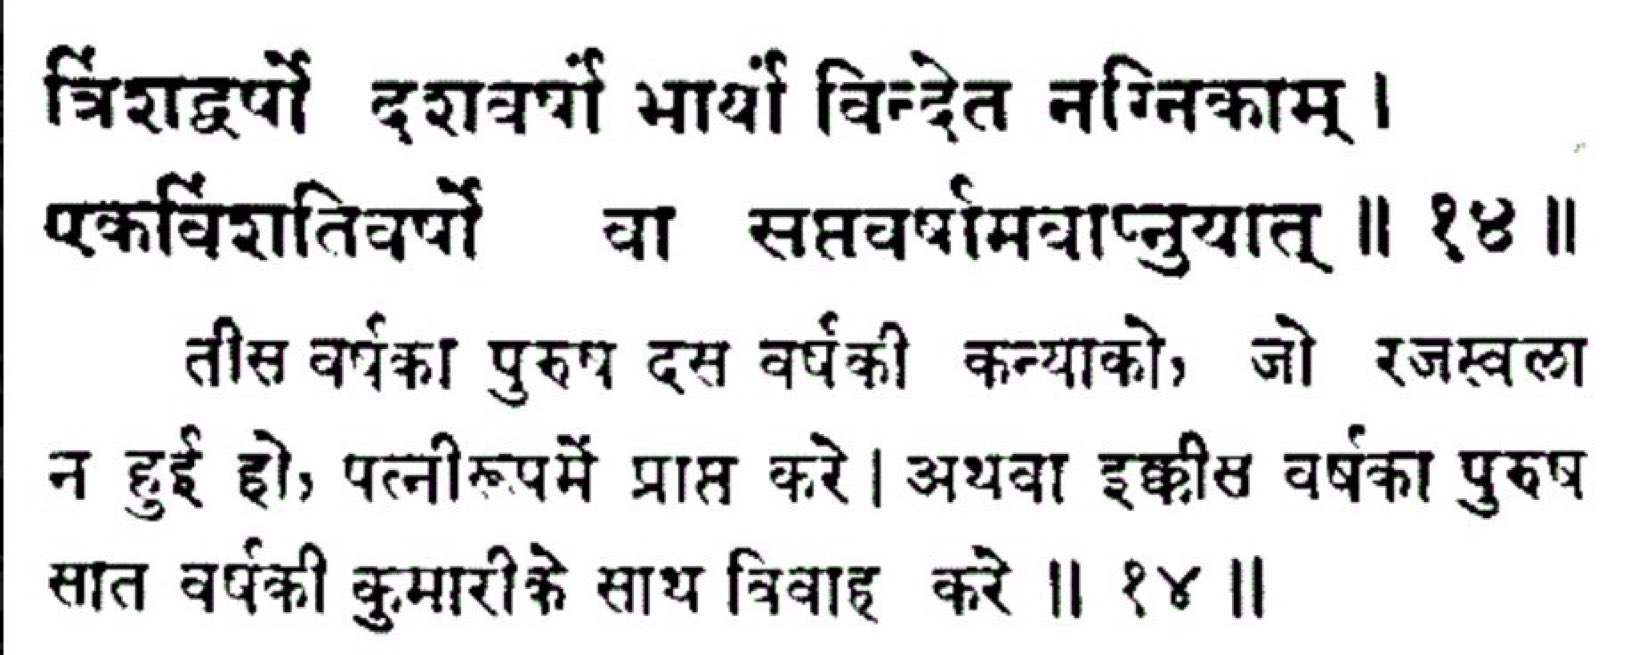 त्रिंशद्वर्षो दशवर्षां भार्यां विन्देत नग्निकाम् ।
एकविंशतिवर्षो वा सप्तवर्षामवाप्नुयात् ॥ १४ ॥
तीस वर्षका पुरुष दस वर्षकी कन्याको, जो रजस्वला
न हुई हो, पत्नीरूपमें प्राप्त करे । अथवा इक्कीस वर्षका पुरुष
सात वर्षकी कुमारीके साथ विवाह करे ॥ १४ ॥